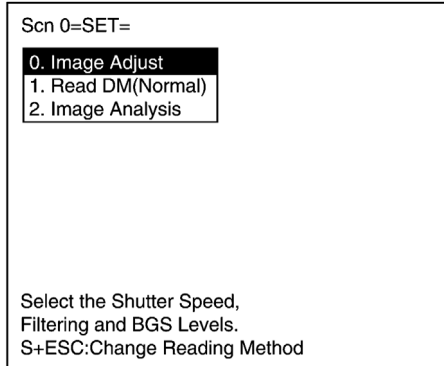 Scn 0=SET=
0. Image Adjust
1. Read DM(Normal)
2. Image Analysis
Select the Shutter Speed,
Filtering and BGS Levels.
S+ESC:Change Reading Method